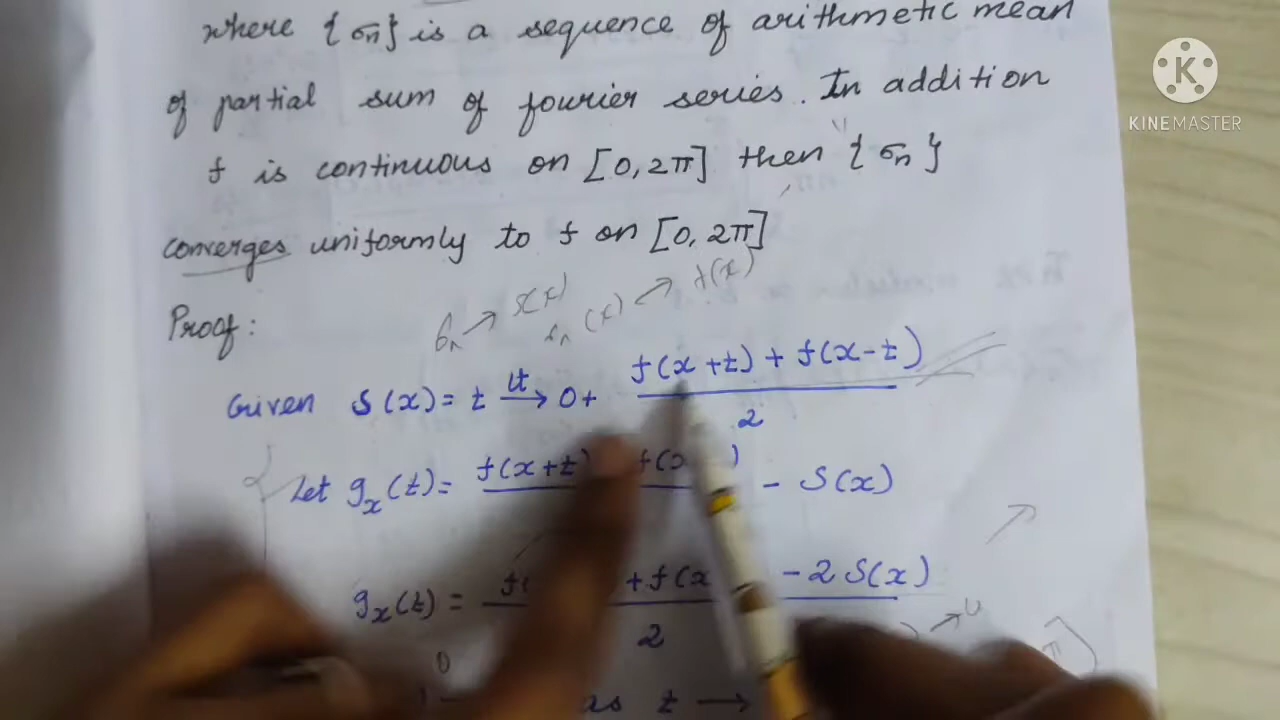 where {σn} is a sequence of arithmetic mean
of partial sum of fourier series. In addition
f is continuous on [0, 2π] then {σn}
converges uniformly to f on [0, 2π]
Proof:
σn → S(x)
sn (x) → f(x)
Given S(x) = t lt→ 0+ f(x+t) + f(x-t) / 2
Let gx(t) = f(x+t) f(x - S(x)
gx(t) = + f(x - 2 S(x) / 2
as t →
K
KINEMASTER